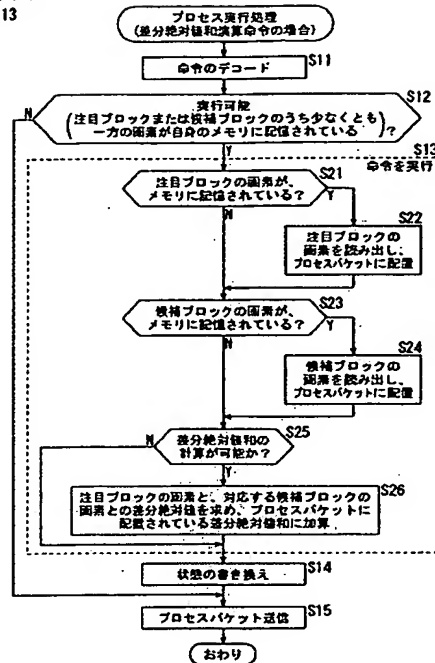 13
プロセス実行処理
(差分絶対値和演算命令の場合)
S11
命令のデコード
S12
実行可能
(注目ブロックまたは候補ブロックのうち少なくとも
一方の画素が自身のメモリに記憶されている)?
N
Y
S13
命令を実行
S21
注目ブロックの画素が、
メモリに記憶されている?
Y
N
S22
注目ブロックの
画素を読み出し、
プロセスパケットに配置
S23
候補ブロックの画素が、
メモリに記憶されている?
Y
N
S24
候補ブロックの
画素を読み出し、
プロセスパケットに配置
S25
差分絶対値和の
計算が可能か?
N
Y
S26
注目ブロックの画素と、対応する候補ブロックの
画素との差分絶対値を求め、プロセスパケットに
配置されている差分絶対値和に加算
S14
状態の書き換え
S15
プロセスパケット送信
おわり